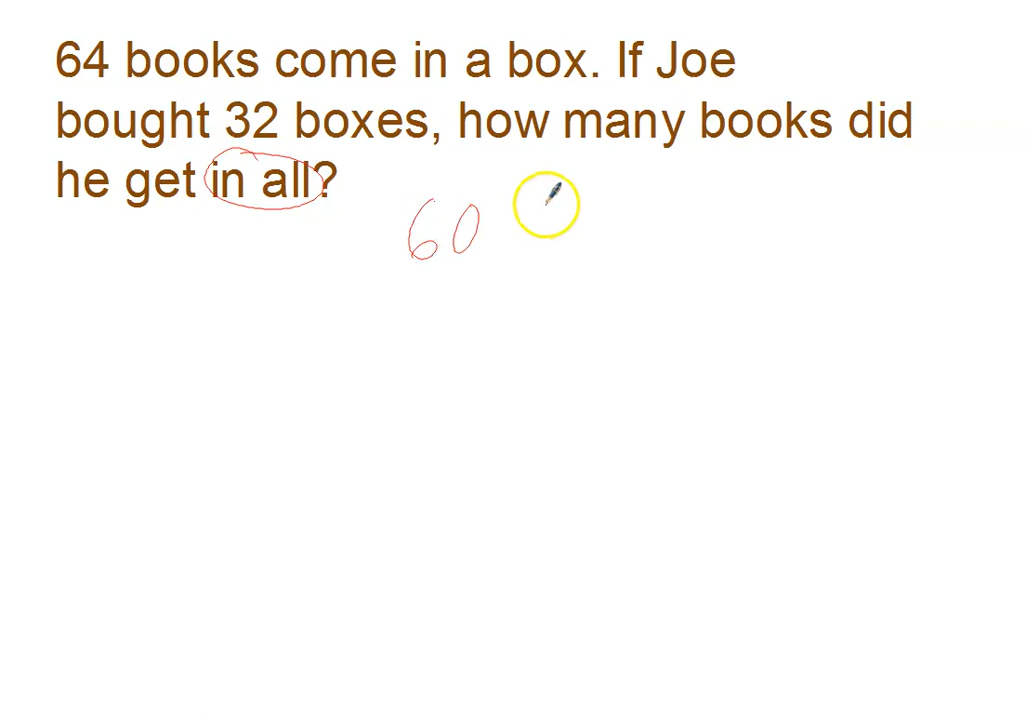 64 books come in a box. If Joe
bought 32 boxes, how many books did
he get in all?
60